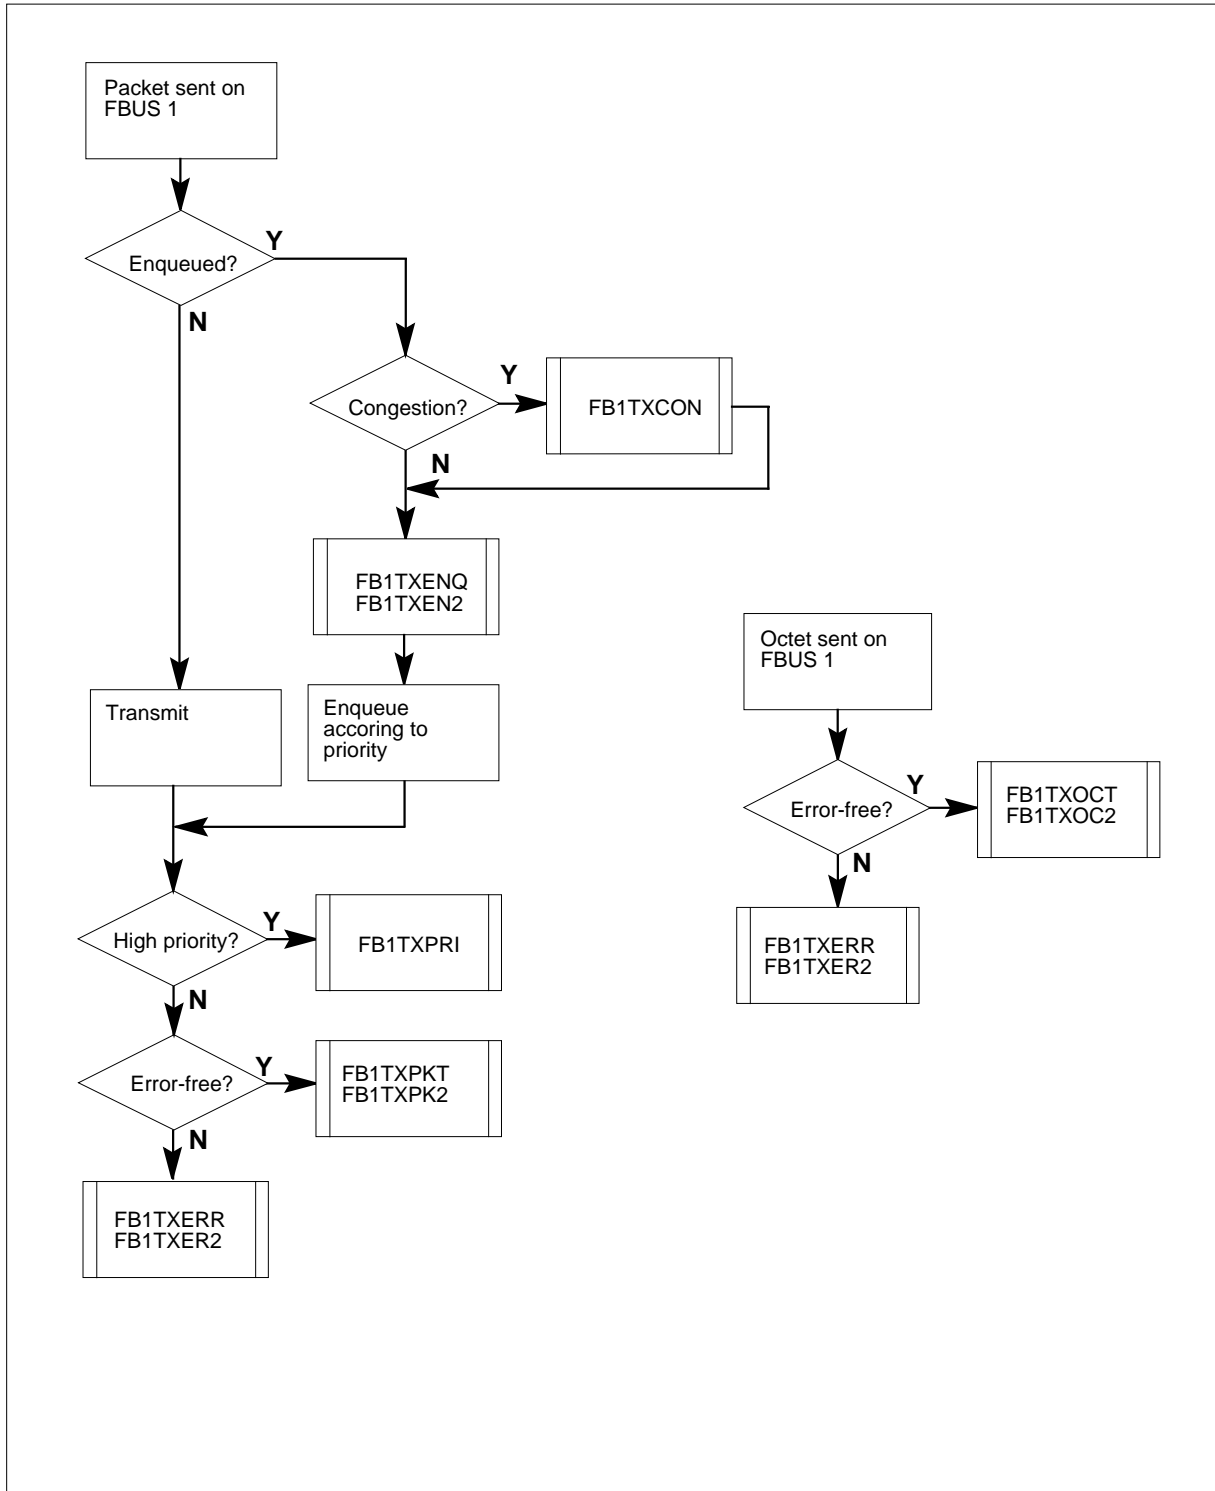 Packet sent on
FBUS 1
Enqueued?
Y
N
Congestion?
Y
FB1TXCON
N
FB1TXENQ
FB1TXEN2
Transmit
Enqueue
accoring to
priority
High priority?
Y
FB1TXPRI
N
Error-free?
Y
FB1TXPKT
FB1TXPK2
N
FB1TXERR
FB1TXER2
Octet sent on
FBUS 1
Error-free?
Y
FB1TXOCT
FB1TXOC2
N
FB1TXERR
FB1TXER2